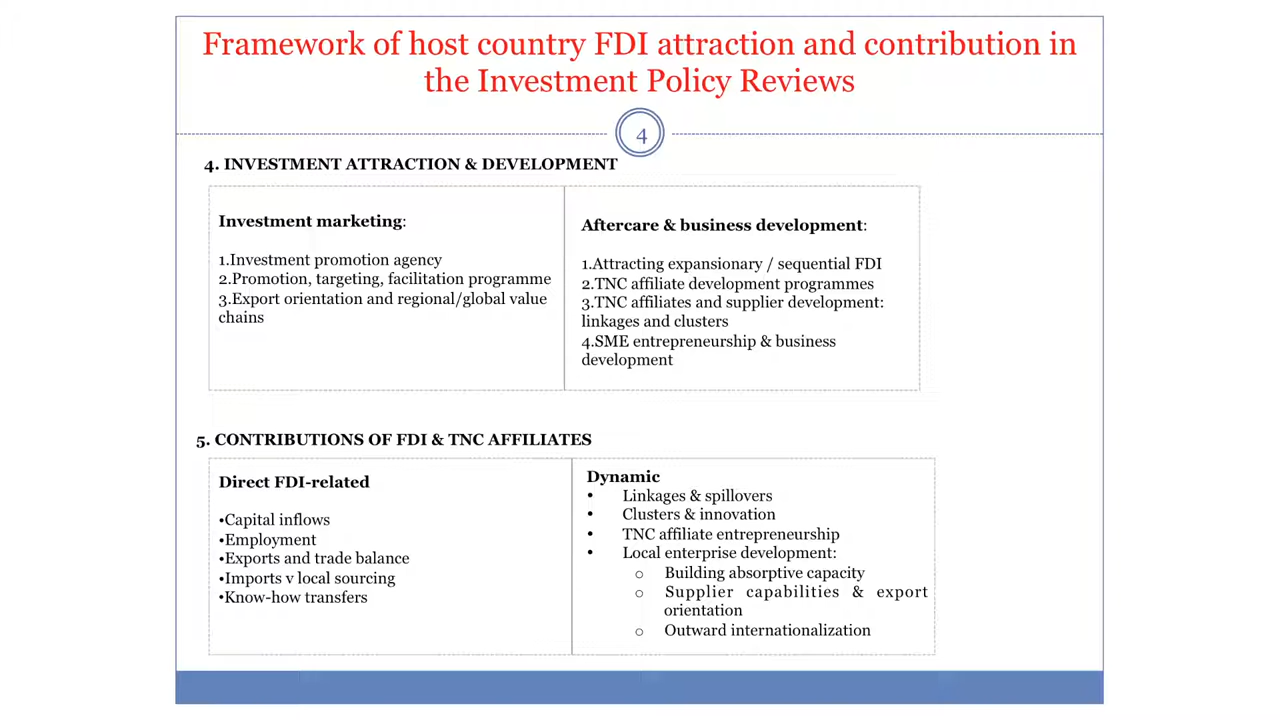 Framework of host country FDI attraction and contribution in
the Investment Policy Reviews
4
4. INVESTMENT ATTRACTION & DEVELOPMENT
Investment marketing:
1.Investment promotion agency
2.Promotion, targeting, facilitation programme
3.Export orientation and regional/global value
chains
Aftercare & business development:
1.Attracting expansionary / sequential FDI
2.TNC affiliate development programmes
3.TNC affiliates and supplier development:
linkages and clusters
4.SME entrepreneurship & business
development
5. CONTRIBUTIONS OF FDI & TNC AFFILIATES
Direct FDI-related
•Capital inflows
•Employment
•Exports and trade balance
•Imports v local sourcing
•Know-how transfers
Dynamic
• Linkages & spillovers
• Clusters & innovation
• TNC affiliate entrepreneurship
• Local enterprise development:
o Building absorptive capacity
o Supplier capabilities & export
orientation
o Outward internationalization